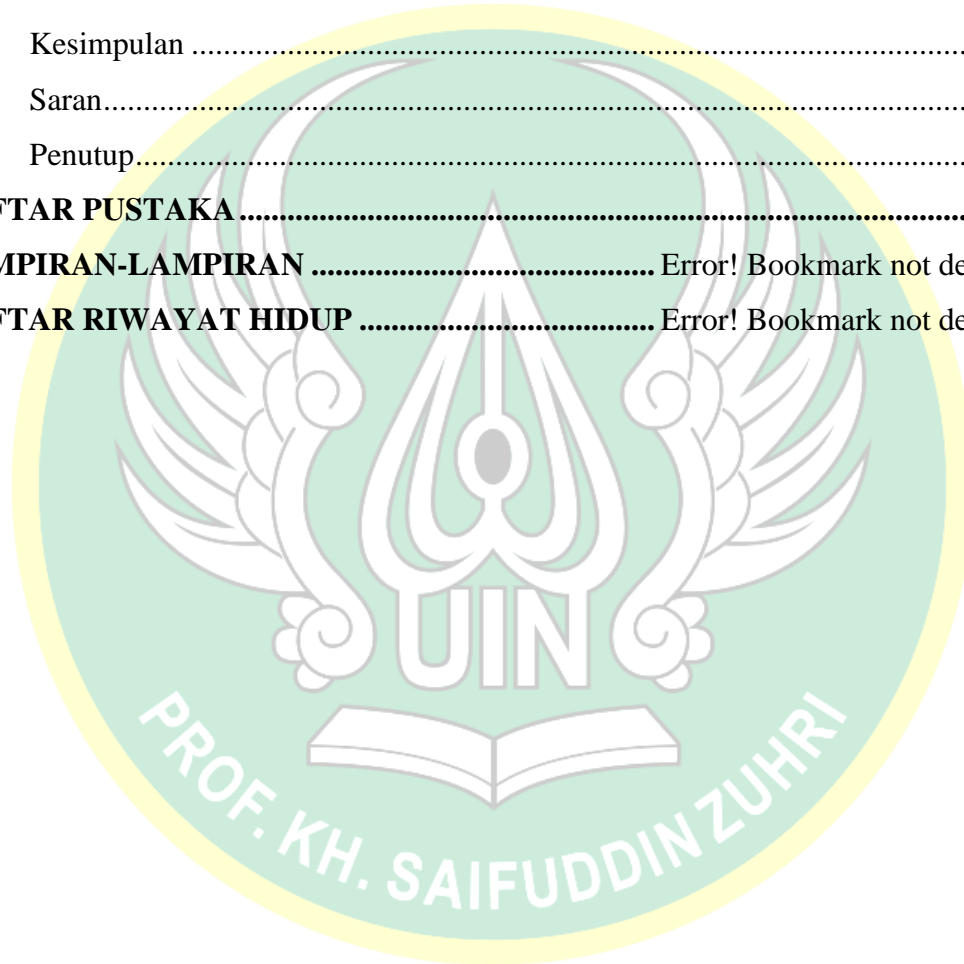 Kesimpulan ........................................................................................................
Saran...................................................................................................................
Penutup...............................................................................................................
FTAR PUSTAKA...........................................................................................
MPIRAN-LAMPIRAN ........................................... Error! Bookmark not de
FTAR RIWAYAT HIDUP ..................................... Error! Bookmark not de
UIN
PROF. KH. SAIFUDDIN ZUHRI